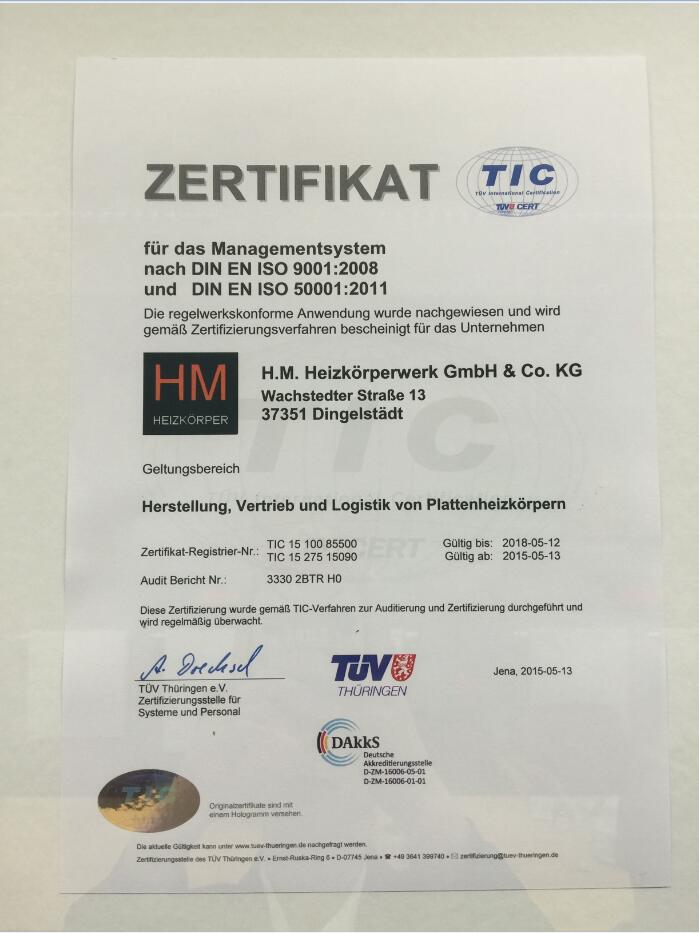 ZERTIFIKAT
TIC
TÜV International Certification
TÜV CERT
für das Managementsystem
nach DIN EN ISO 9001:2008
und DIN EN ISO 50001:2011
Die regelwerkskonforme Anwendung wurde nachgewiesen und wird
gemäß Zertifizierungsverfahren bescheinigt für das Unternehmen
HM
HEIZKÖRPER
H.M. Heizkörperwerk GmbH & Co. KG
Wachstedter Straße 13
37351 Dingelstädt
Geltungsbereich
Herstellung, Vertrieb und Logistik von Plattenheizkörpern
Zertifikat-Registrier-Nr.: TIC 15 100 85500 Gültig bis: 2018-05-12
TIC 15 275 15090 Gültig ab: 2015-05-13
Audit Bericht Nr.: 3330 2BTR H0
Diese Zertifizierung wurde gemäß TIC-Verfahren zur Auditierung und Zertifizierung durchgeführt und
wird regelmäßig überwacht.
A. Drechsel
TÜV Thüringen e.V.
Zertifizierungsstelle für
Systeme und Personal
TÜV
THÜRINGEN
Jena, 2015-05-13
DAkkS
Deutsche
Akkreditierungsstelle
D-ZM-16006-05-01
D-ZM-16006-01-01
TIC
Originalzertifikate sind mit
einem Hologramm versehen.
Die aktuelle Gültigkeit kann unter www.tuev-thueringen.de nachgefragt werden.
Zertifizierungsstelle des TÜV Thüringen e.V. • Ernst-Ruska-Ring 6 • D-07745 Jena • ☎ +49 3641 399740 • ✉ zertifizierung@tuev-thueringen.de